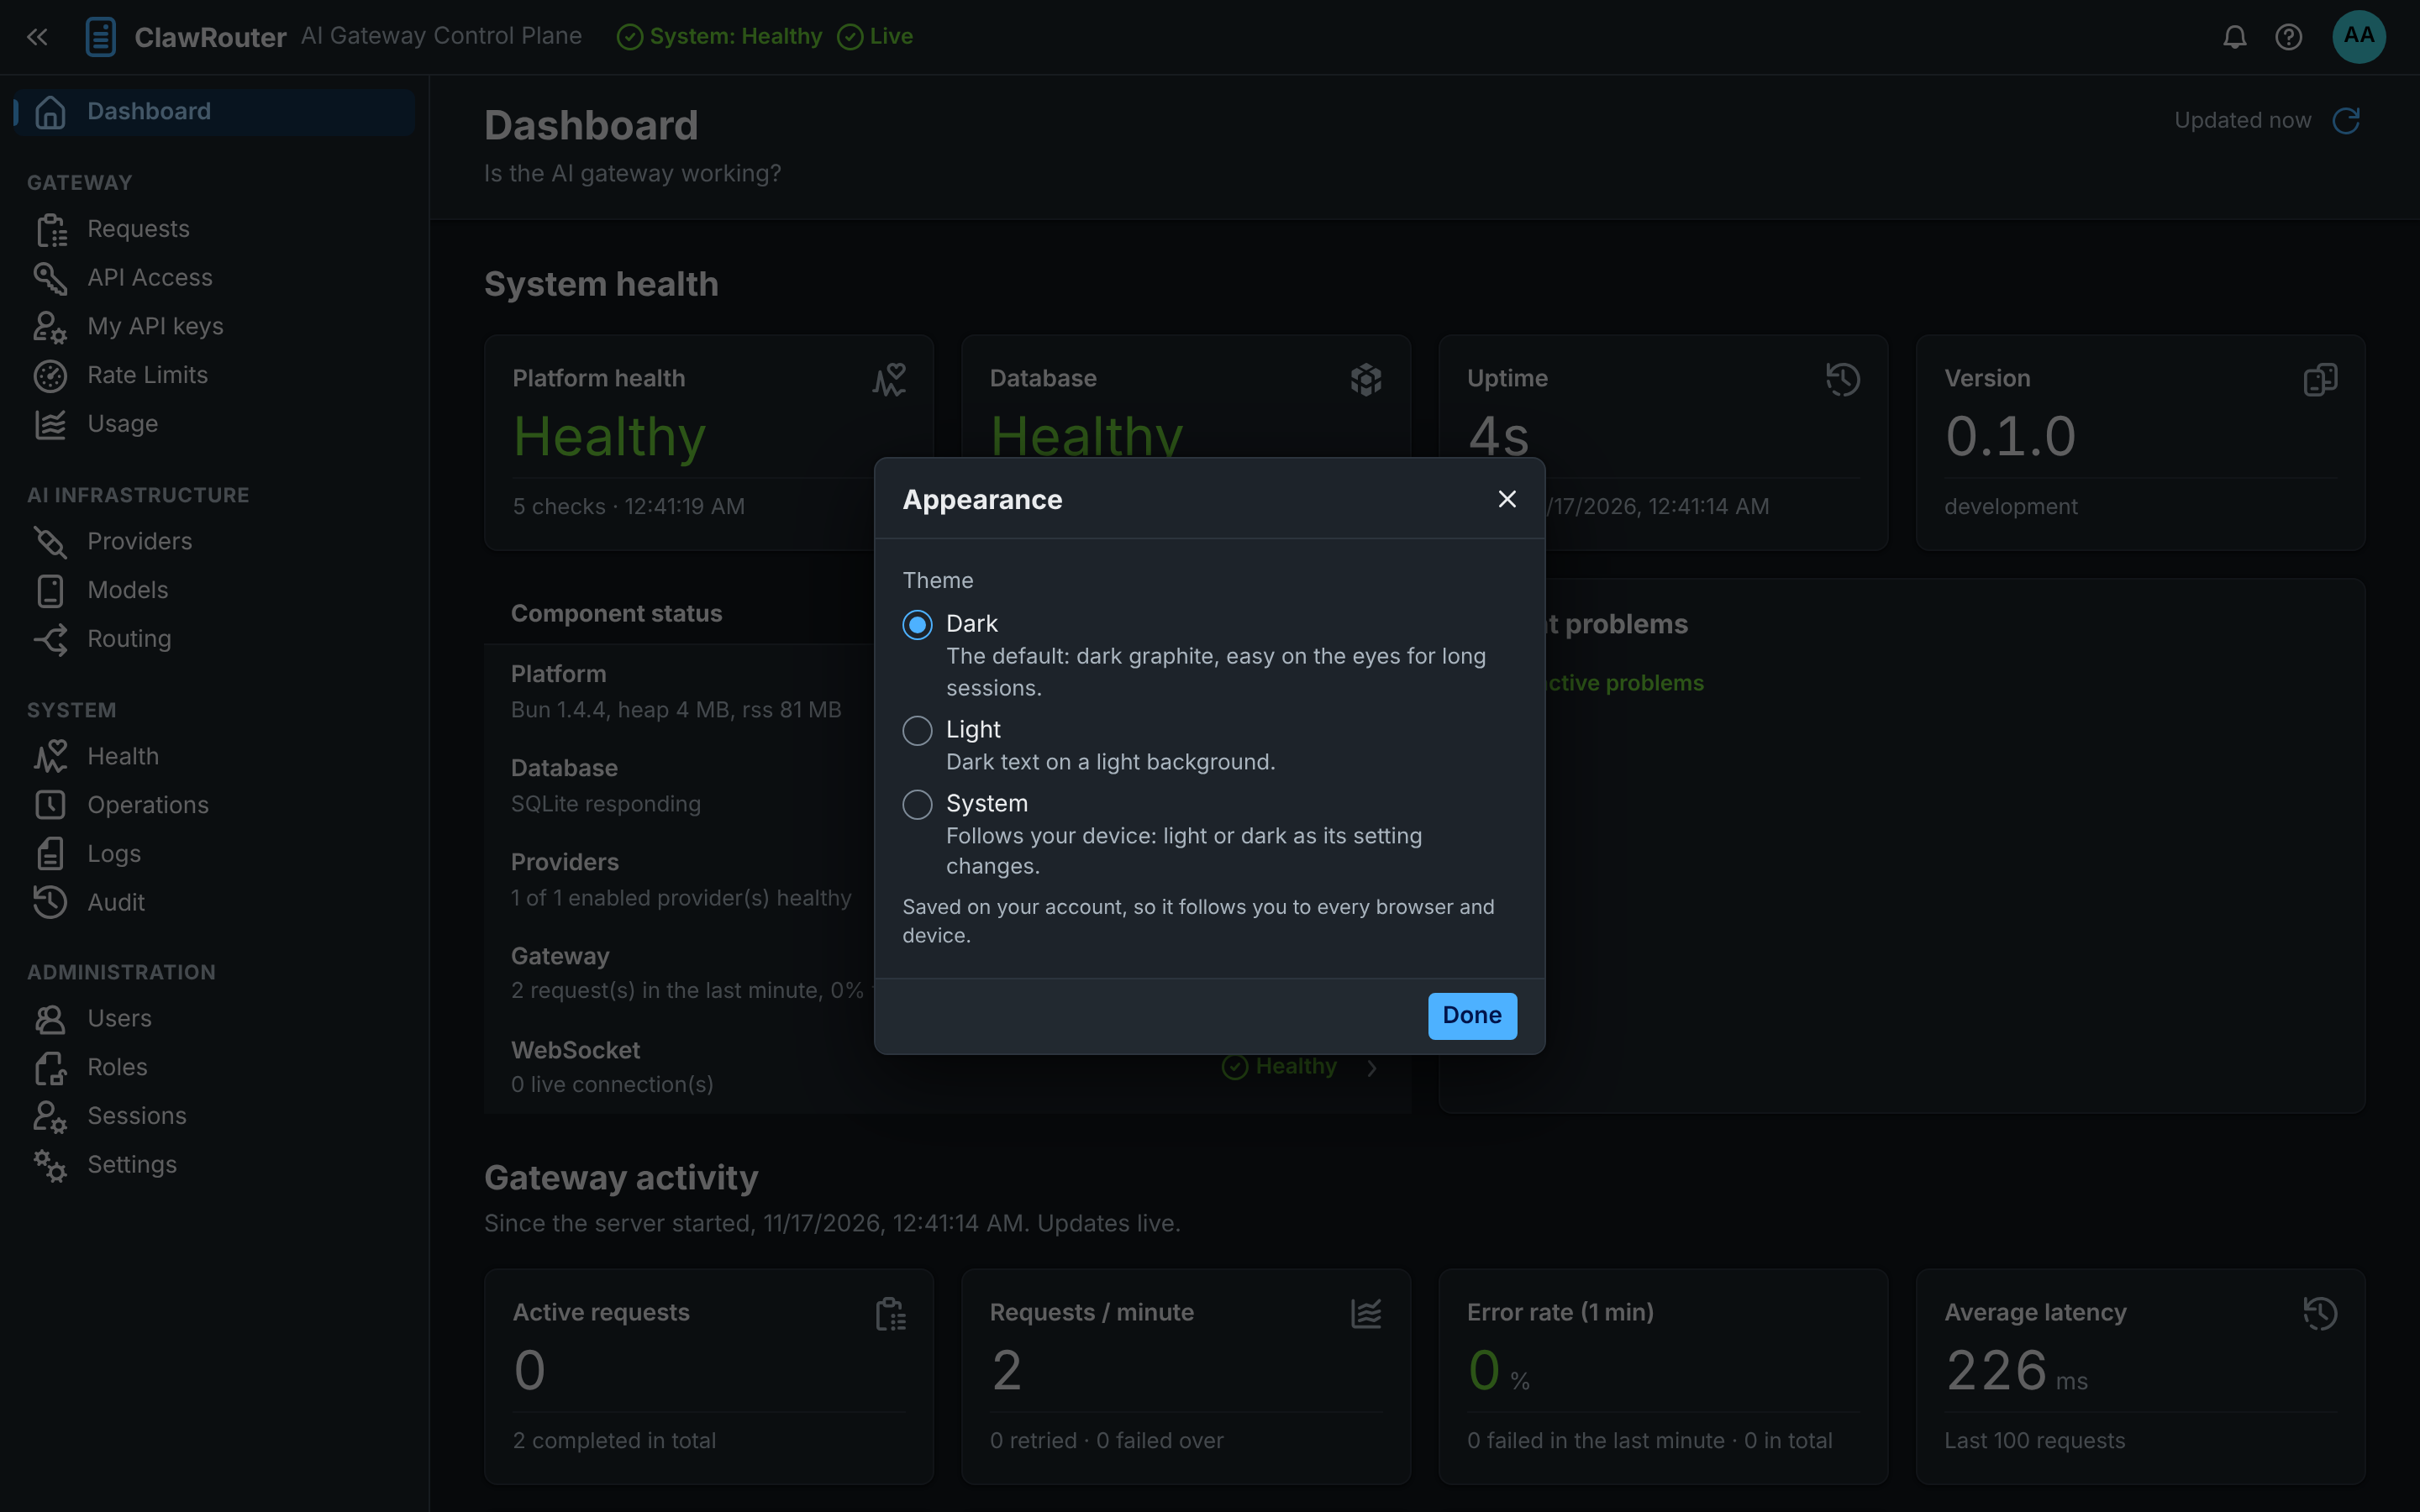 ClawRouter AI Gateway Control Plane System: Healthy Live
AA
Dashboard
GATEWAY
Requests
API Access
My API keys
Rate Limits
Usage
AI INFRASTRUCTURE
Providers
Models
Routing
SYSTEM
Health
Operations
Logs
Audit
ADMINISTRATION
Users
Roles
Sessions
Settings
Dashboard
Is the AI gateway working?
Updated now
System health
Platform health
Healthy
5 checks · 12:41:19 AM
Database
Healthy
Uptime
4s
/17/2026, 12:41:14 AM
Version
0.1.0
development
Component status
Platform
Bun 1.4.4, heap 4 MB, rss 81 MB
Database
SQLite responding
Providers
1 of 1 enabled provider(s) healthy
Gateway
2 request(s) in the last minute, 0%
WebSocket
0 live connection(s)
Healthy
problems
active problems
Appearance
Theme
Dark
The default: dark graphite, easy on the eyes for long
sessions.
Light
Dark text on a light background.
System
Follows your device: light or dark as its setting
changes.
Saved on your account, so it follows you to every browser and
device.
Done
Gateway activity
Since the server started, 11/17/2026, 12:41:14 AM. Updates live.
Active requests
0
2 completed in total
Requests / minute
2
0 retried · 0 failed over
Error rate (1 min)
0 %
0 failed in the last minute · 0 in total
Average latency
226 ms
Last 100 requests